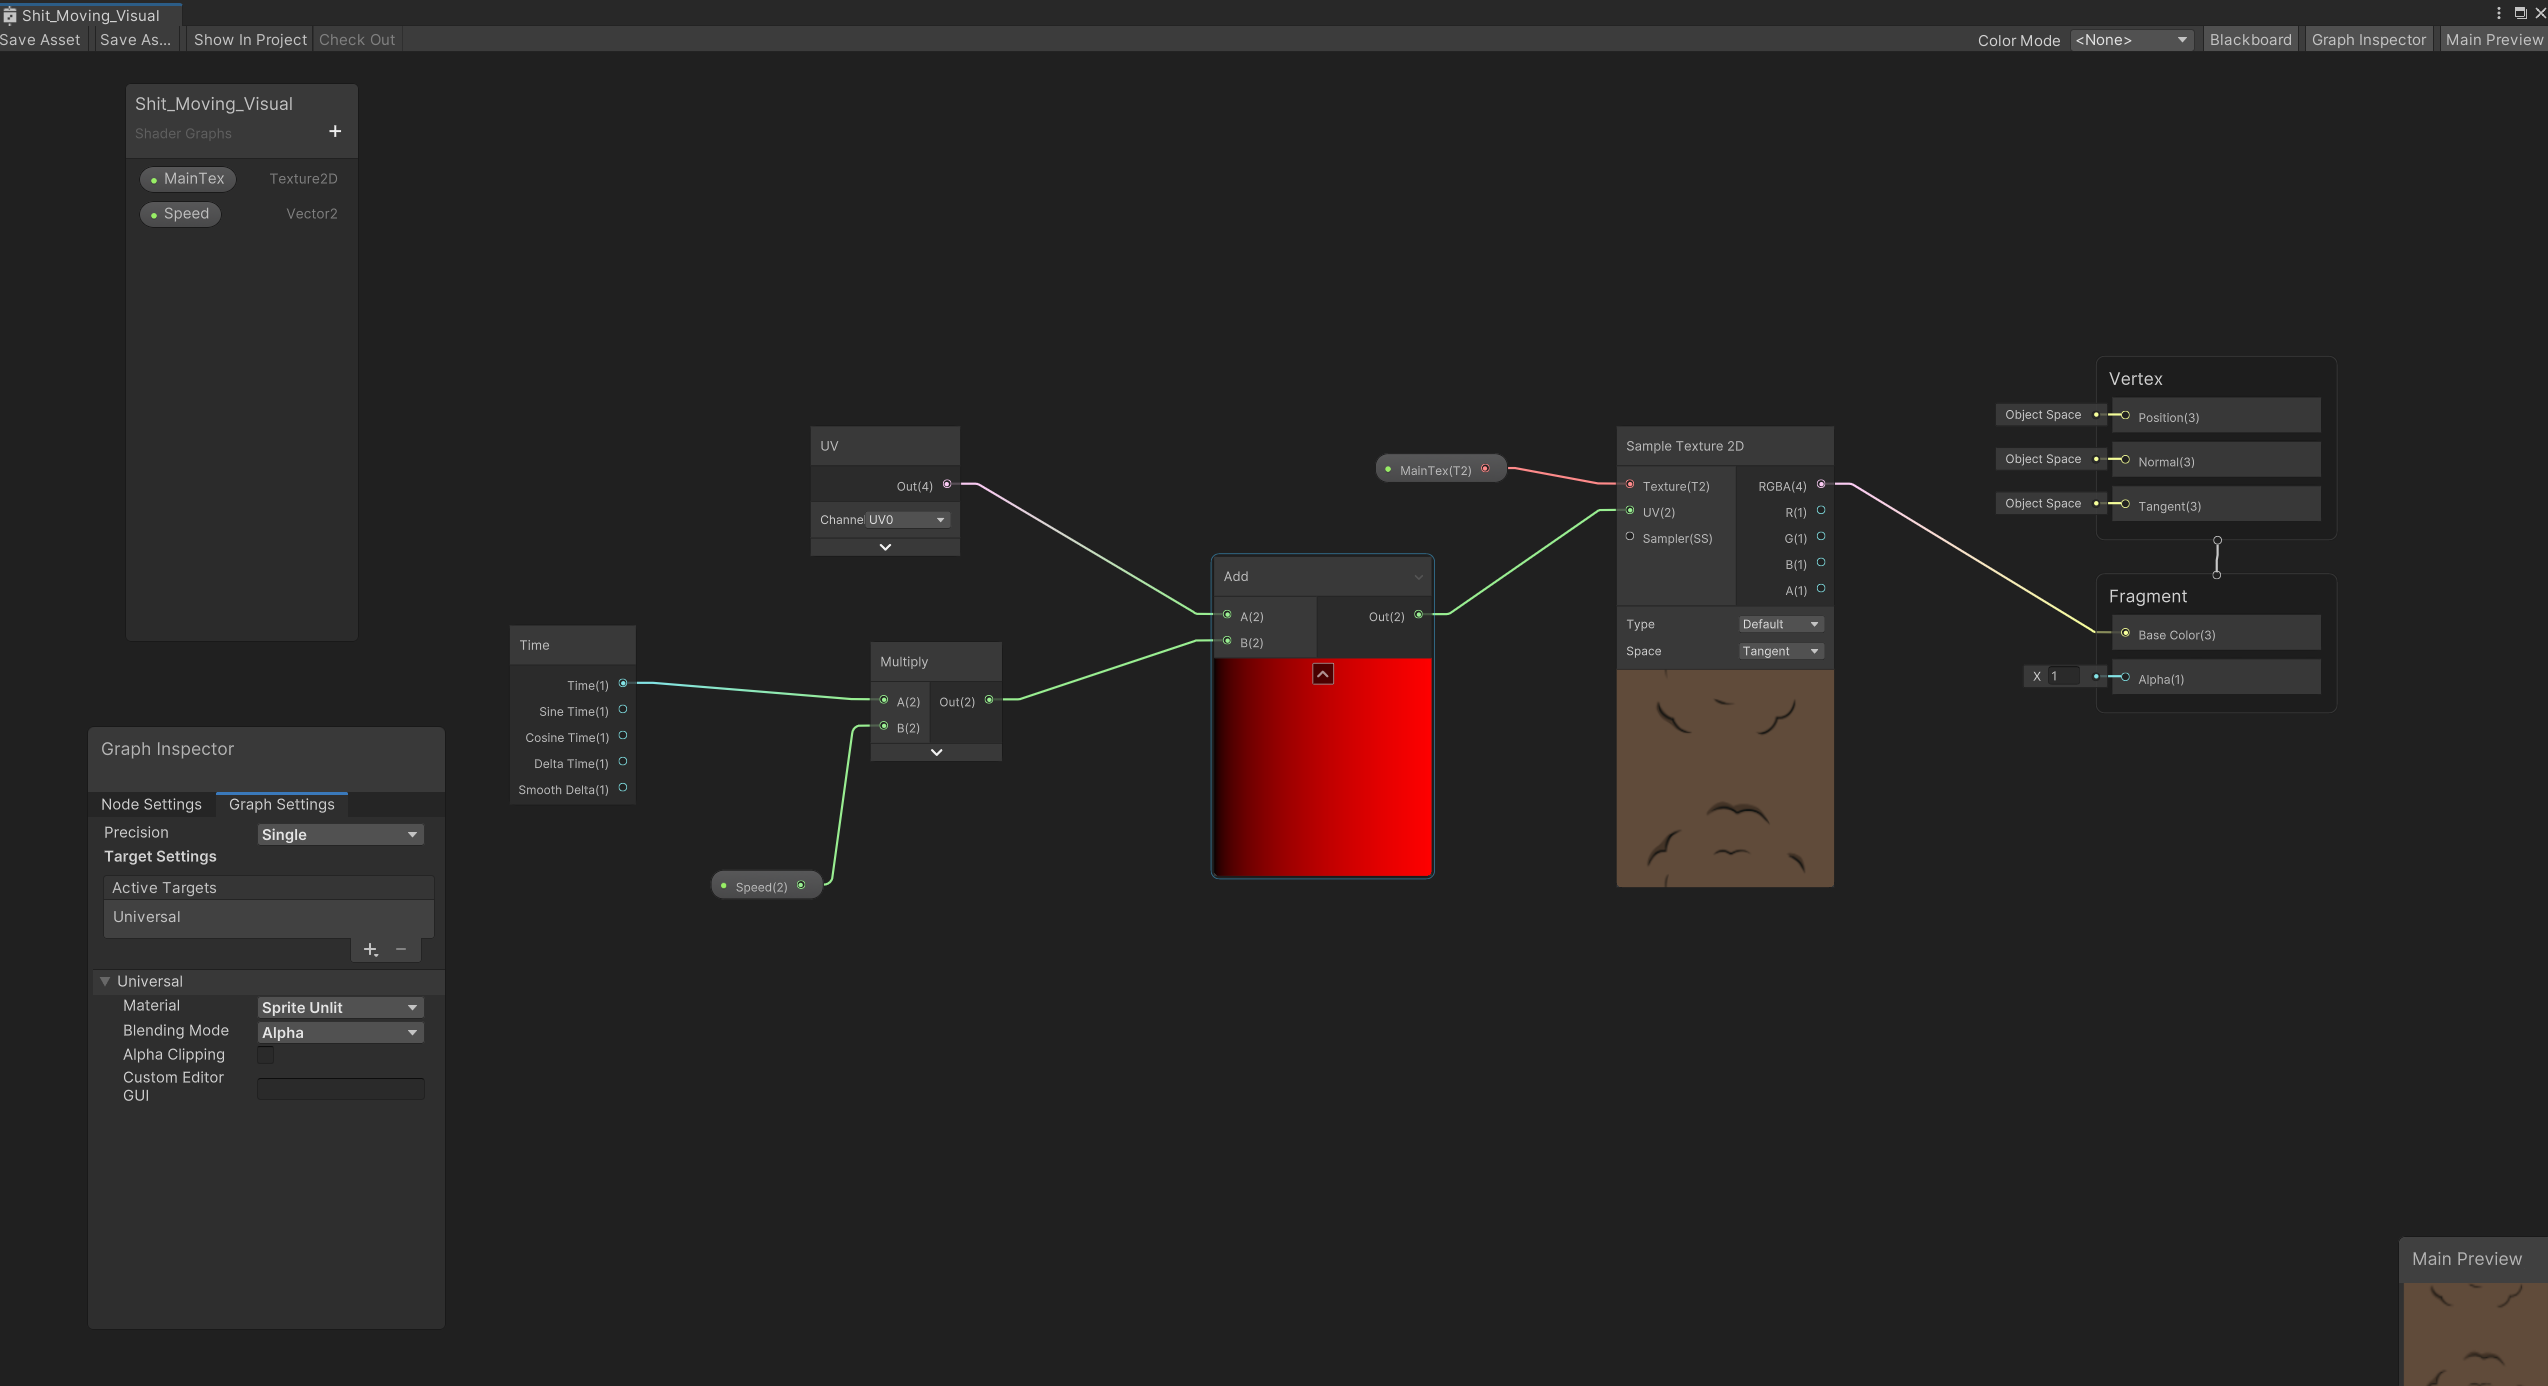 Shit_Moving_Visual
Save Asset Save As... Show In Project Check Out Color Mode <None> Blackboard Graph Inspector Main Preview
Shit_Moving_Visual
Shader Graphs
+
MainTex Texture2D
Speed Vector2
UV
Out(4)
Channe UV0
Time
Time(1)
Sine Time(1)
Cosine Time(1)
Delta Time(1)
Smooth Delta(1)
Multiply
A(2) Out(2)
B(2)
Speed(2)
Add
A(2) Out(2)
B(2)
MainTex(T2)
Sample Texture 2D
Texture(T2) RGBA(4)
UV(2) R(1)
Sampler(SS) G(1)
B(1)
A(1)
Type Default
Space Tangent
Vertex
Object Space Position(3)
Object Space Normal(3)
Object Space Tangent(3)
Fragment
Base Color(3)
X 1 Alpha(1)
Graph Inspector
Node Settings Graph Settings
Precision Single
Target Settings
Active Targets
Universal
+ −
Universal
Material Sprite Unlit
Blending Mode Alpha
Alpha Clipping
Custom Editor
GUI
Main Preview